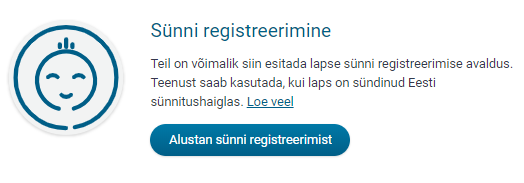 Sünni registreerimine
Teil on võimalik siin esitada lapse sünni registreerimise avaldus.
Teenust saab kasutada, kui laps on sündinud Eesti
sünnitushaiglas. Loe veel
Alustan sünni registreerimist